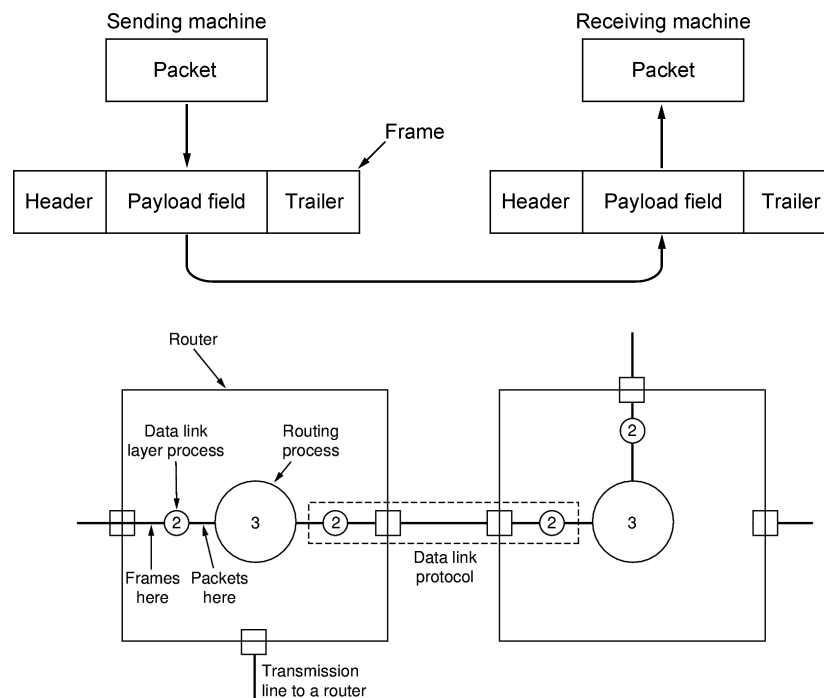 Sending machine
Receiving machine
Packet
Packet
Frame
Header
Payload field
Trailer
Header
Payload field
Trailer
Router
Data link
layer process
Routing
process
2
2
3
2
2
3
Frames
here
Packets
here
Data link
protocol
Transmission
line to a router